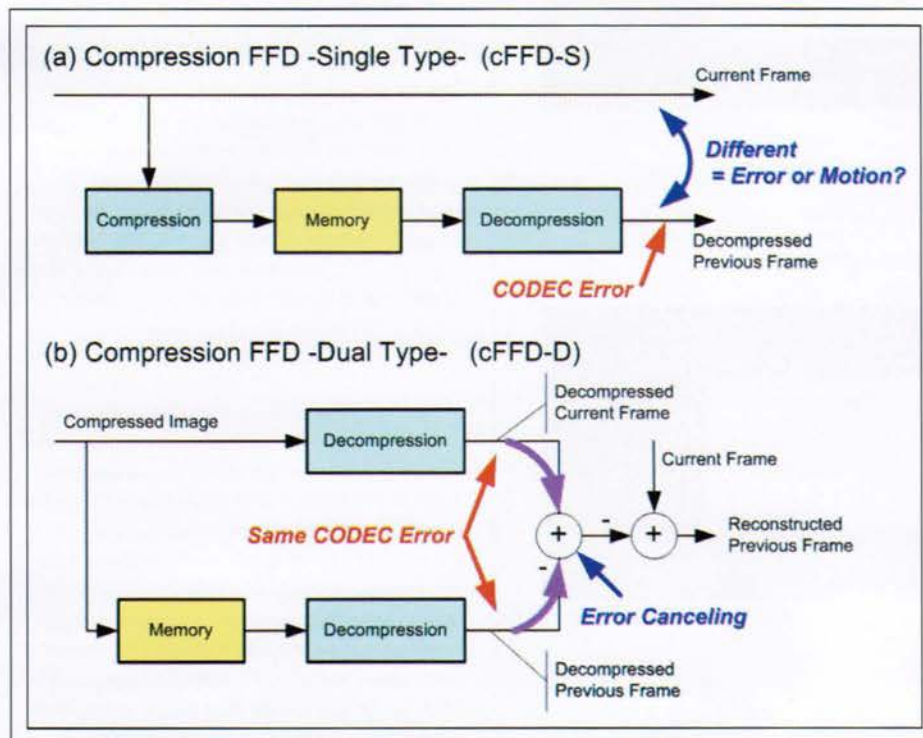 (a) Compression FFD -Single Type- (cFFD-S)
Current Frame
Different
= Error or Motion?
Compression
Memory
Decompression
Decompressed
Previous Frame
CODEC Error
(b) Compression FFD -Dual Type- (cFFD-D)
Decompressed
Current Frame
Compressed Image
Decompression
Current Frame
Same CODEC Error
+
-
+
Reconstructed
Previous Frame
-
Memory
Decompression
Error Canceling
Decompressed
Previous Frame